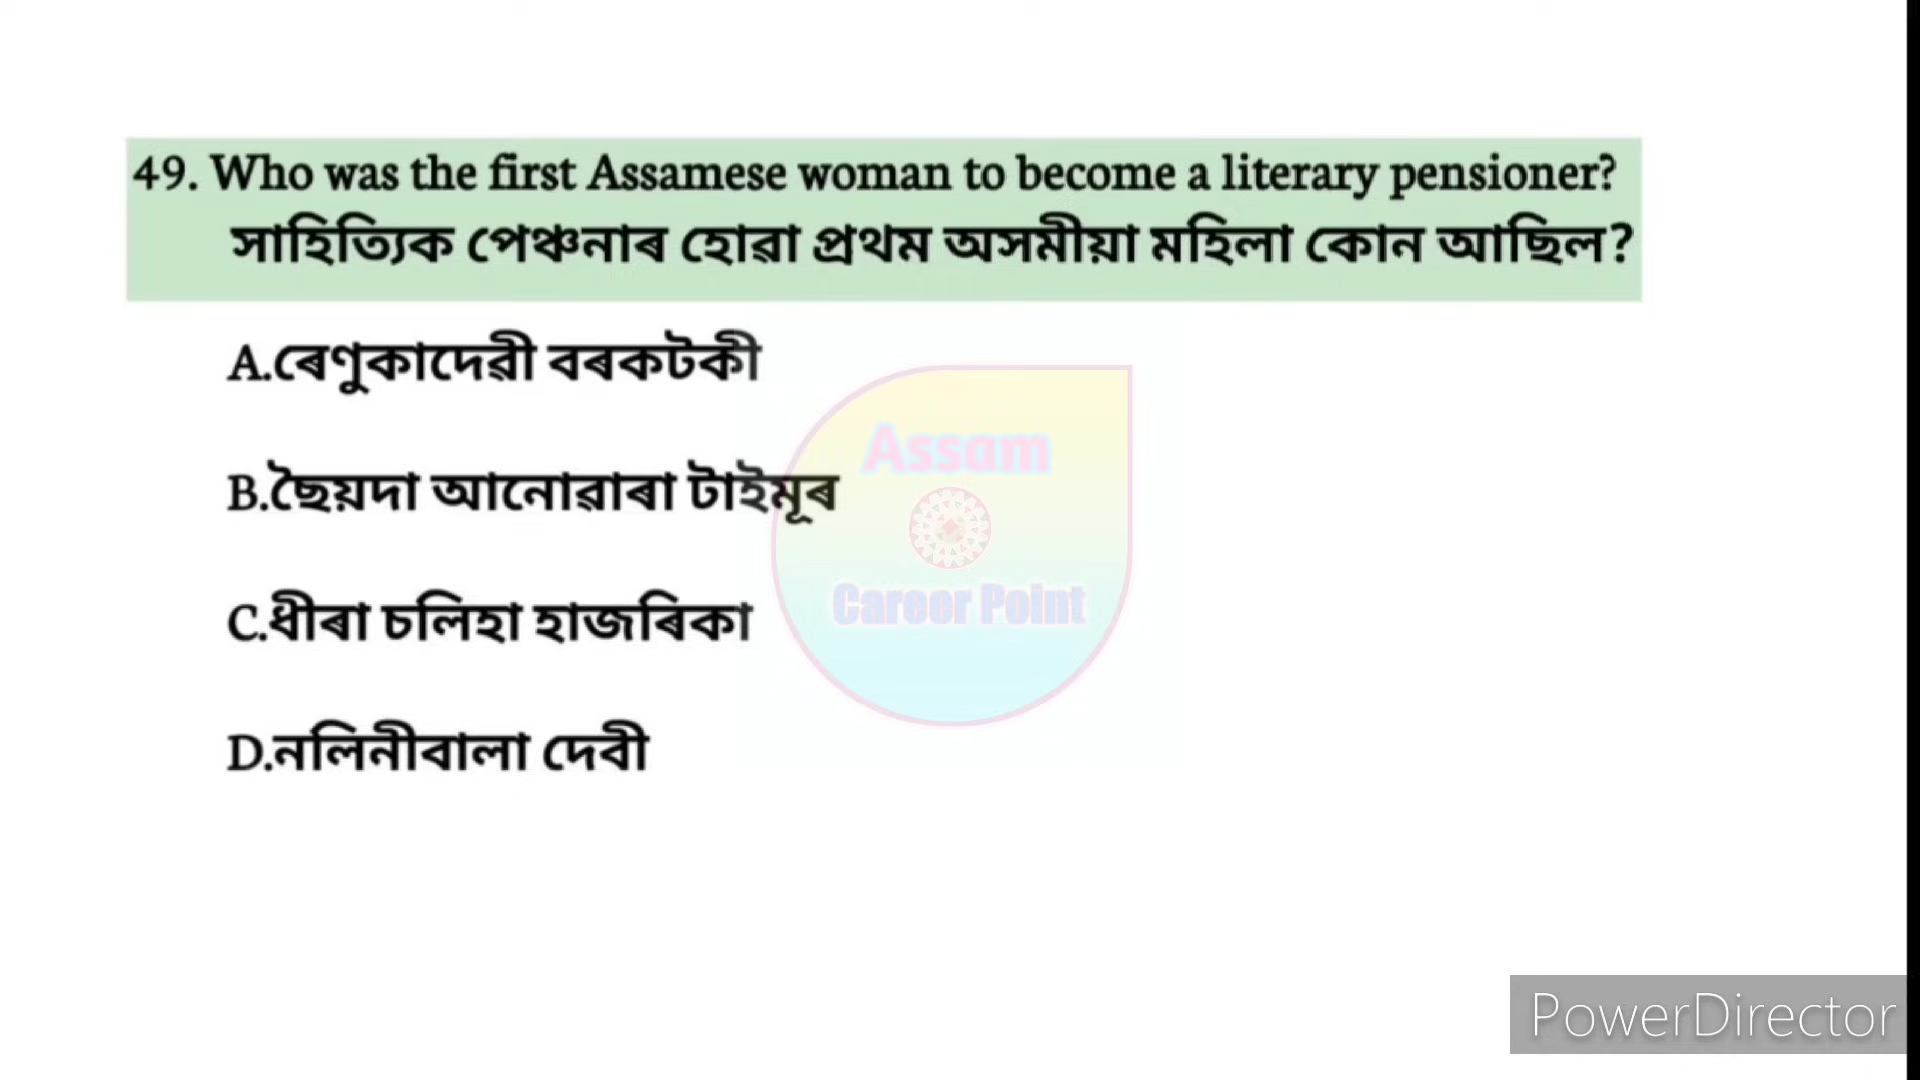 49. Who was the first Assamese woman to become a literary pensioner?
সাহিত্যিক পেঞ্চনাৰ হোৱা প্ৰথম অসমীয়া মহিলা কোন আছিল?
A.ৰেণুকাদেৱী বৰকটকী
B.ছৈয়দা আনোৱাৰা টাইমূৰ
C.ধীৰা চলিহা হাজৰিকা
D.নলিনীবালা দেবী
Assam
Career Point
PowerDirector